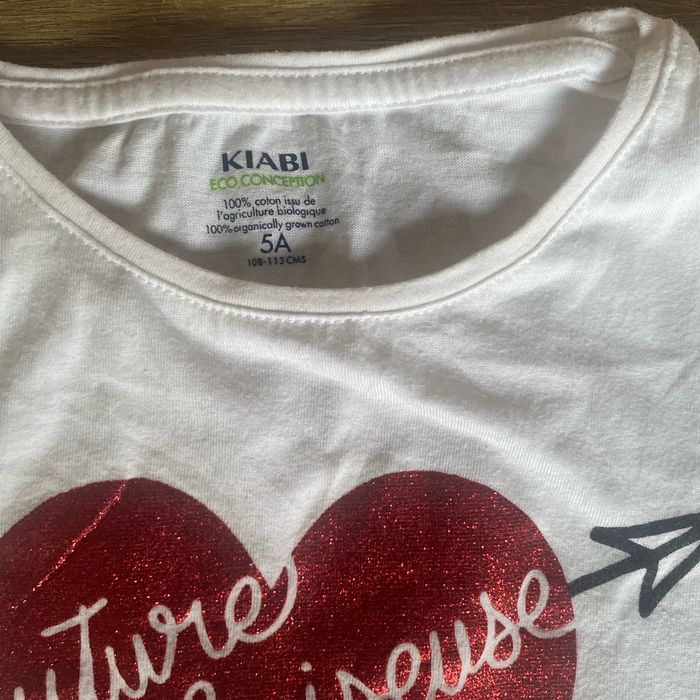 KIABI
ECO CONCEPTION
100% coton issu de
l'agriculture biologique
100% organically grown cotton
5A
108-113 CMS